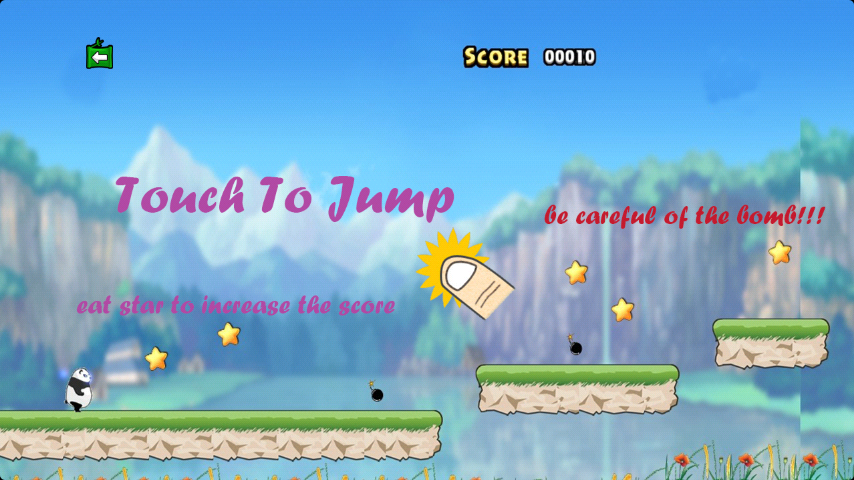 SCORE 00010
Touch To Jump
be careful of the bomb!!!
eat star to increase the score